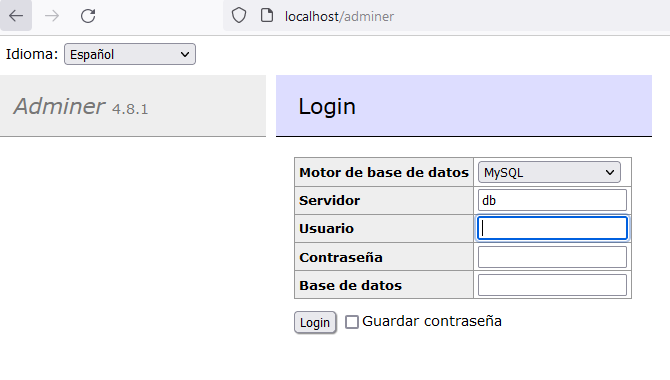 localhost/adminer
Idioma: Español
Adminer 4.8.1
Login
Motor de base de datos MySQL
Servidor db
Usuario
Contraseña
Base de datos
Login Guardar contraseña